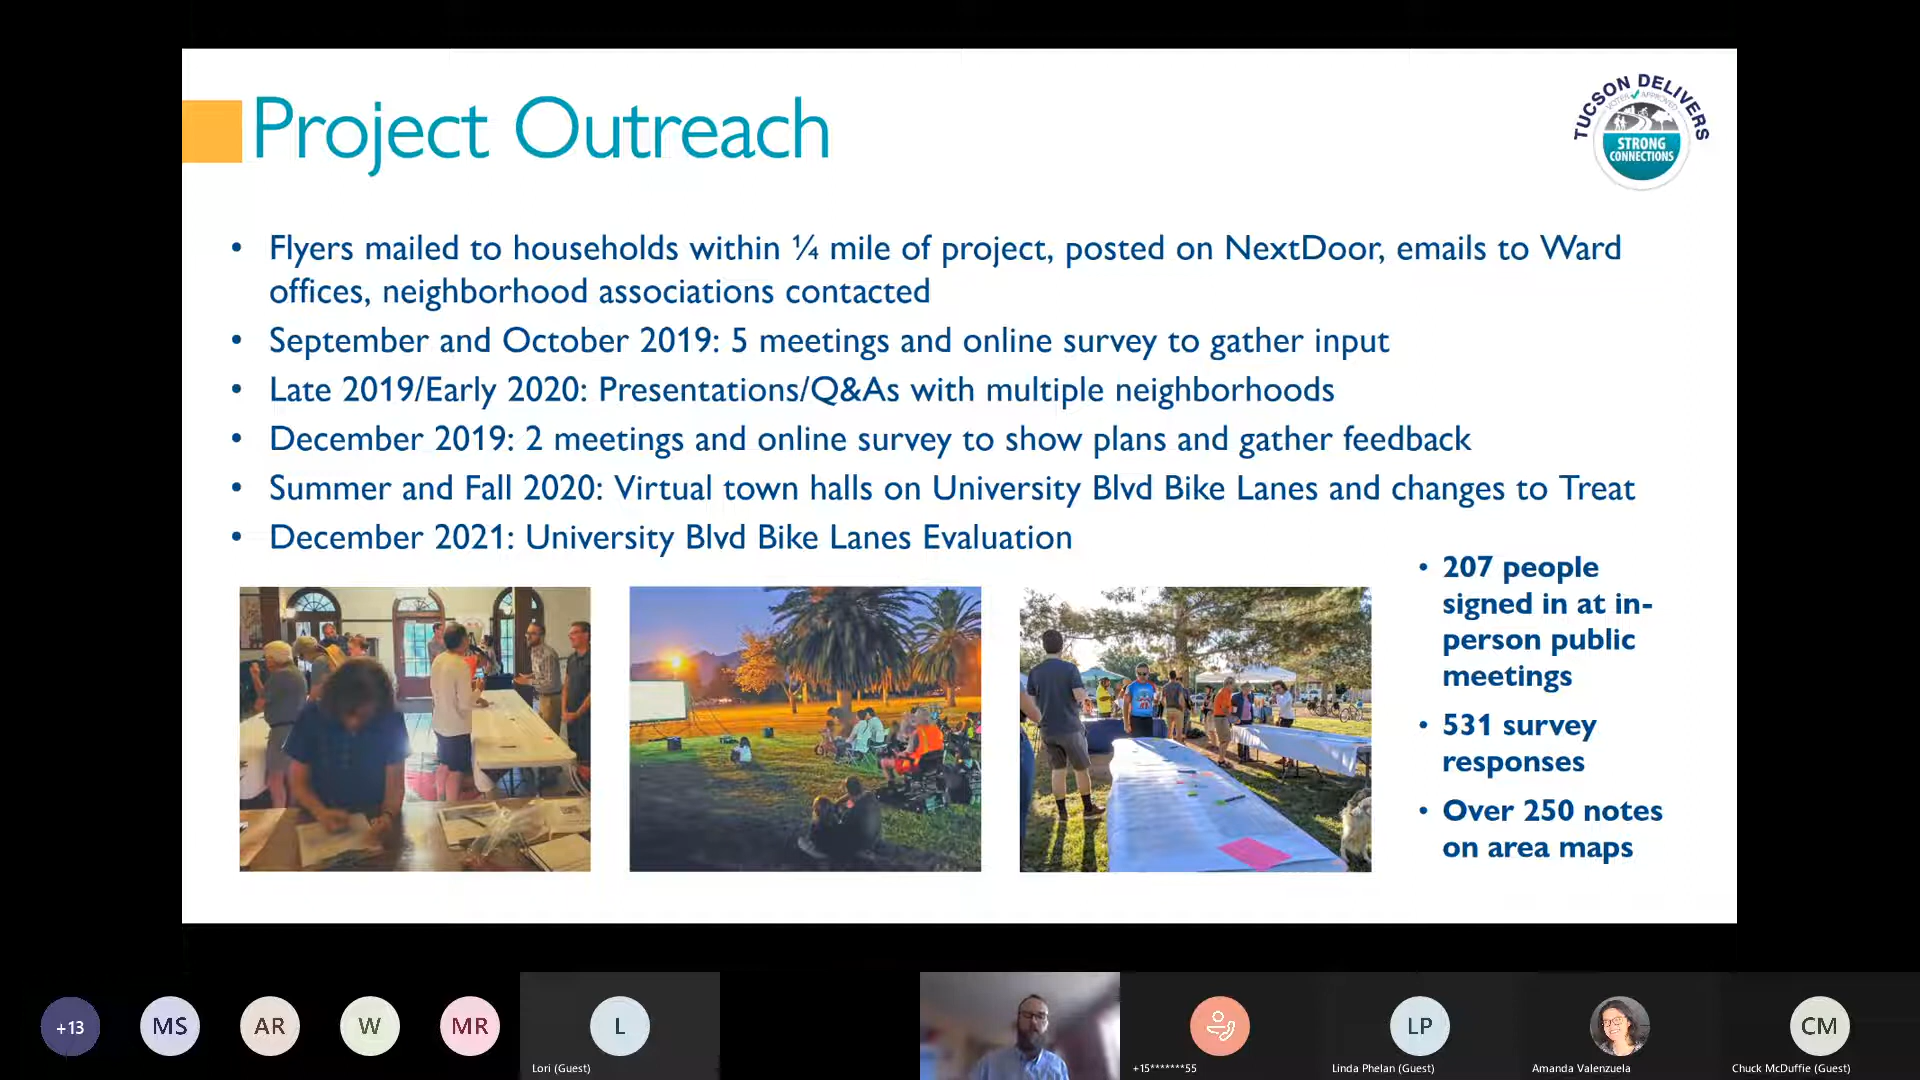 Project Outreach
TUCSON DELIVERS
VOTER APPROVED
STRONG
CONNECTIONS
• Flyers mailed to households within ¼ mile of project, posted on NextDoor, emails to Ward
offices, neighborhood associations contacted
• September and October 2019: 5 meetings and online survey to gather input
• Late 2019/Early 2020: Presentations/Q&As with multiple neighborhoods
• December 2019: 2 meetings and online survey to show plans and gather feedback
• Summer and Fall 2020: Virtual town halls on University Blvd Bike Lanes and changes to Treat
• December 2021: University Blvd Bike Lanes Evaluation
• 207 people
signed in at in-
person public
meetings
• 531 survey
responses
• Over 250 notes
on area maps
+13
MS
AR
W
MR
L
Lori (Guest)
+15*******55
LP
Linda Phelan (Guest)
Amanda Valenzuela
CM
Chuck McDuffie (Guest)